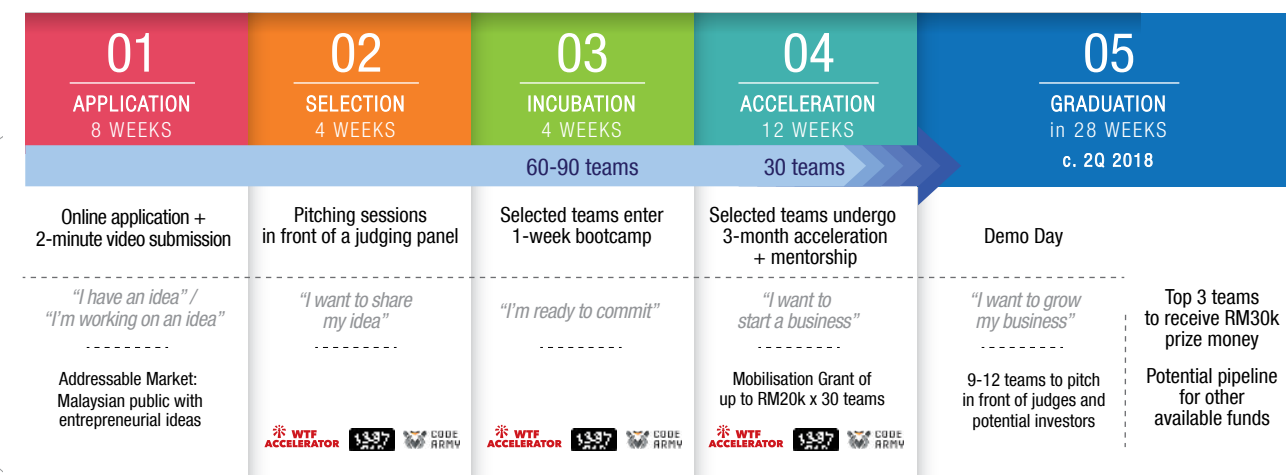 01
APPLICATION
8 WEEKS
02
SELECTION
4 WEEKS
03
INCUBATION
4 WEEKS
04
ACCELERATION
12 WEEKS
05
GRADUATION
in 28 WEEKS
c. 2Q 2018
60-90 teams
30 teams
Online application +
2-minute video submission
Pitching sessions
in front of a judging panel
Selected teams enter
1-week bootcamp
Selected teams undergo
3-month acceleration
+ mentorship
Demo Day
“I have an idea” /
“I’m working on an idea”
“I want to share
my idea”
“I’m ready to commit”
“I want to
start a business”
“I want to grow
my business”
Top 3 teams
to receive RM30k
prize money
Potential pipeline
for other
available funds
Addressable Market:
Malaysian public with
entrepreneurial ideas
Mobilisation Grant of
up to RM20k x 30 teams
9-12 teams to pitch
in front of judges and
potential investors
WTF
ACCELERATOR
1337
CODE
ARMY
WTF
ACCELERATOR
1337
CODE
ARMY
WTF
ACCELERATOR
1337
CODE
ARMY